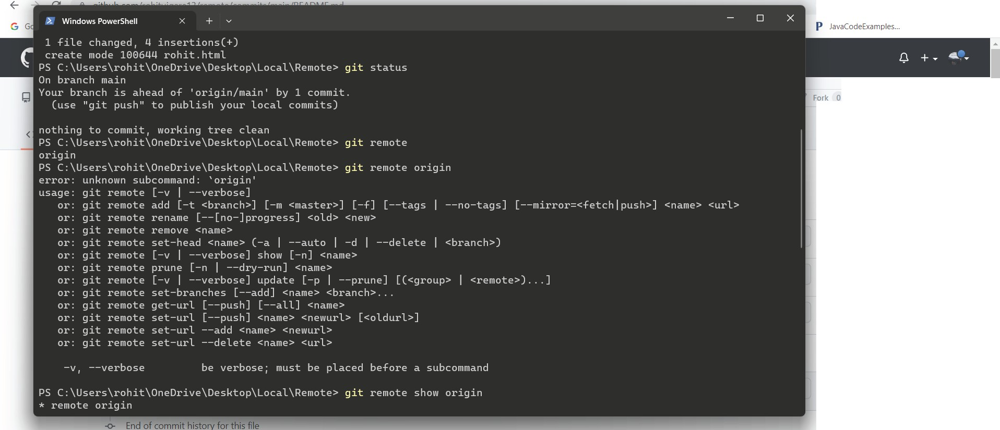 Windows PowerShell
JavaCodeExamples...
Fork 0
1 file changed, 4 insertions(+)
create mode 100644 rohit.html
PS C:\Users\rohit\OneDrive\Desktop\Local\Remote> git status
On branch main
Your branch is ahead of 'origin/main' by 1 commit.
(use "git push" to publish your local commits)
nothing to commit, working tree clean
PS C:\Users\rohit\OneDrive\Desktop\Local\Remote> git remote
origin
PS C:\Users\rohit\OneDrive\Desktop\Local\Remote> git remote origin
error: unknown subcommand: `origin'
usage: git remote [-v | --verbose]
or: git remote add [-t <branch>] [-m <master>] [-f] [--tags | --no-tags] [--mirror=<fetch|push>] <name> <url>
or: git remote rename [--[no-]progress] <old> <new>
or: git remote remove <name>
or: git remote set-head <name> (-a | --auto | -d | --delete | <branch>)
or: git remote [-v | --verbose] show [-n] <name>
or: git remote prune [-n | --dry-run] <name>
or: git remote [-v | --verbose] update [-p | --prune] [(<group> | <remote>)...]
or: git remote set-branches [--add] <name> <branch>...
or: git remote get-url [--push] [--all] <name>
or: git remote set-url [--push] <name> <newurl> [<oldurl>]
or: git remote set-url --add <name> <newurl>
or: git remote set-url --delete <name> <url>
-v, --verbose be verbose; must be placed before a subcommand
PS C:\Users\rohit\OneDrive\Desktop\Local\Remote> git remote show origin
* remote origin
End of commit history for this file